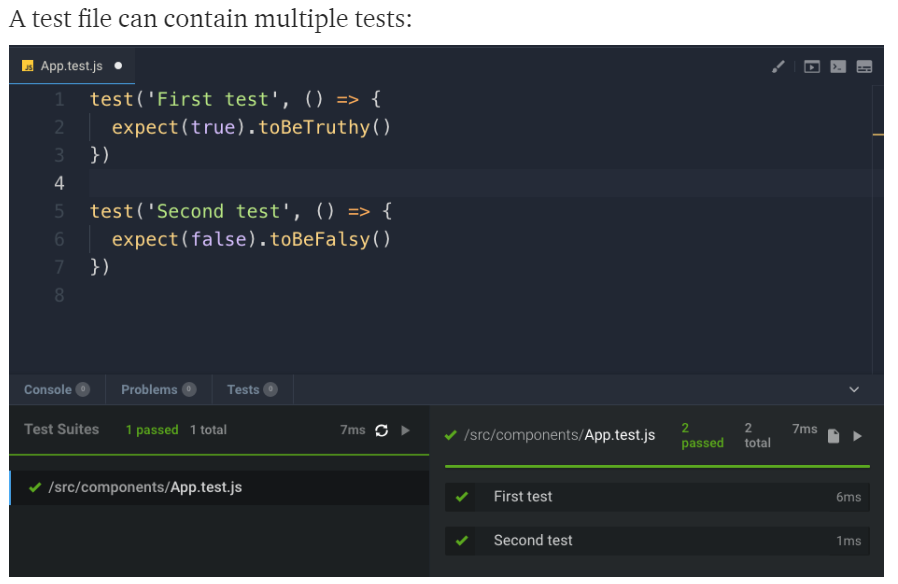 A test file can contain multiple tests:
JS App.test.js
1 test('First test', () => {
2 expect(true).toBeTruthy()
3 })
4
5 test('Second test', () => {
6 expect(false).toBeFalsy()
7 })
8
Console 0 Problems 0 Tests 0
Test Suites 1 passed 1 total 7ms
/src/components/App.test.js
/src/components/App.test.js 2 passed 2 total 7ms
First test 6ms
Second test 1ms